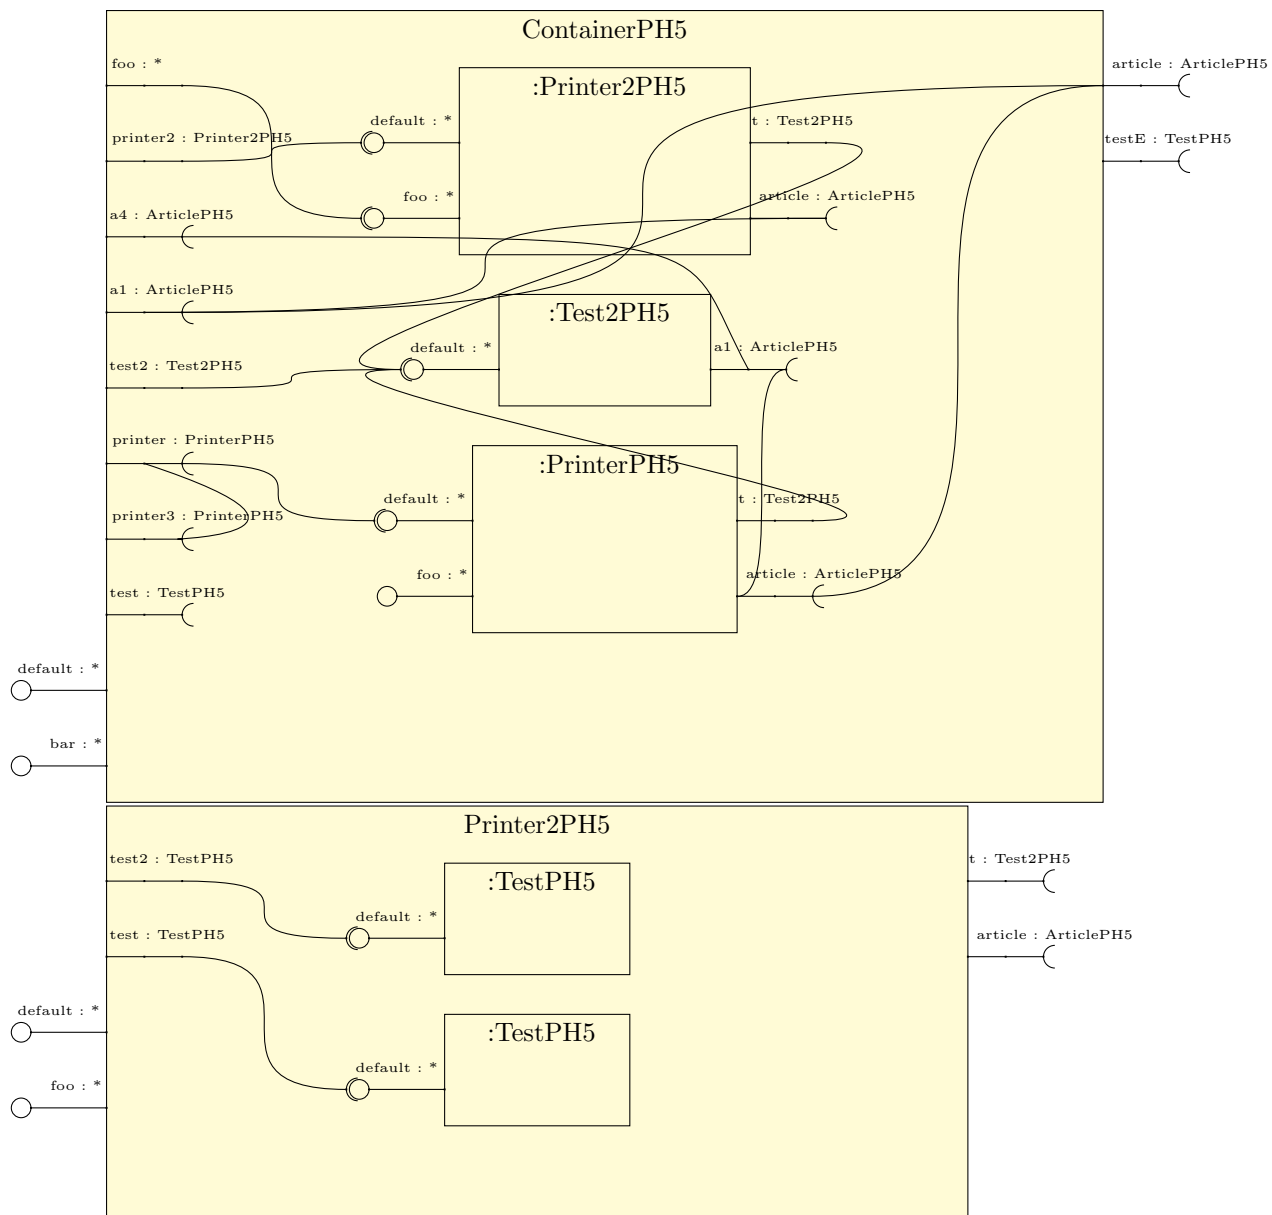 ContainerPH5
foo : *
:Printer2PH5
article : ArticlePH5
default : *
t : Test2PH5
printer2 : Printer2PH5
testE : TestPH5
foo : *
article : ArticlePH5
a4 : ArticlePH5
a1 : ArticlePH5
:Test2PH5
default : *
a1 : ArticlePH5
test2 : Test2PH5
printer : PrinterPH5
:PrinterPH5
default : *
t : Test2PH5
printer3 : PrinterPH5
foo : *
article : ArticlePH5
test : TestPH5
default : *
bar : *
Printer2PH5
test2 : TestPH5
t : Test2PH5
:TestPH5
default : *
test : TestPH5
article : ArticlePH5
default : *
:TestPH5
default : *
foo : *